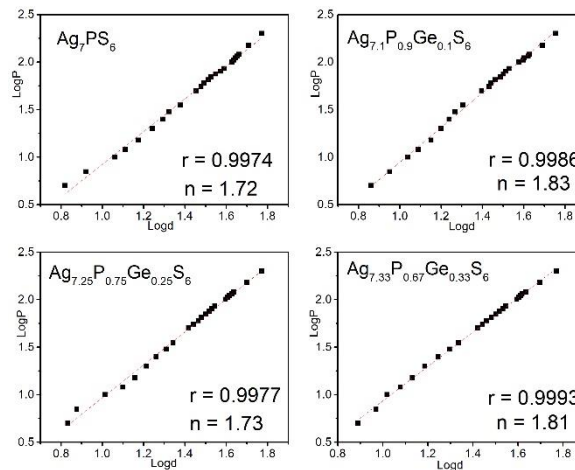 Ag₇PS₆
LogP
2.5
2.0
1.5
1.0
0.5
r = 0.9974
n = 1.72
0.8 1.0 1.2 1.4 1.6 1.8
Logd
Ag₇.₁P₀.₉Ge₀.₁S₆
LogP
2.5
2.0
1.5
1.0
0.5
r = 0.9986
n = 1.83
0.8 1.0 1.2 1.4 1.6 1.8
Logd
Ag₇.₂₅P₀.₇₅Ge₀.₂₅S₆
LogP
2.5
2.0
1.5
1.0
0.5
r = 0.9977
n = 1.73
0.8 1.0 1.2 1.4 1.6 1.8
Logd
Ag₇.₃₃P₀.₆₇Ge₀.₃₃S₆
LogP
2.5
2.0
1.5
1.0
0.5
r = 0.9993
n = 1.81
0.8 1.0 1.2 1.4 1.6 1.8
Logd